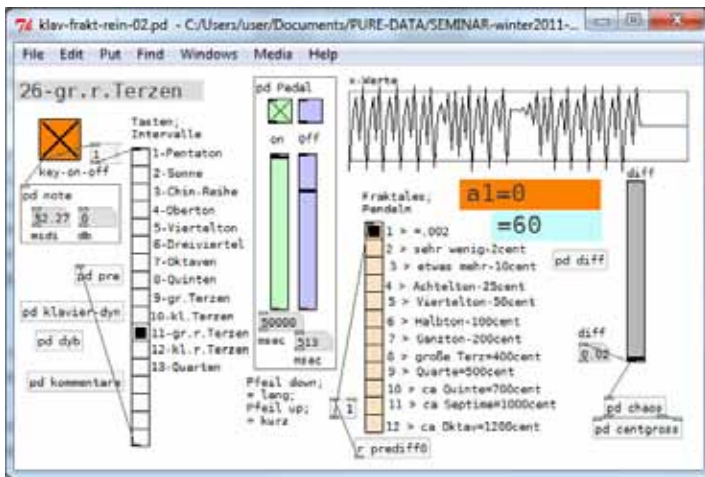 klav-frakt-rein-02.pd - C:/Users/user/Documents/PURE-DATA/SEMINAR-winter2011-...
File Edit Put Find Windows Media Help
26-gr.r.Terzen
Tasten;
Intervalle
1
key-on-off
pd note
52.27 0
midi db
pd pre
pd klavier-dyn
pd dyb
pd kommentare
1-Pentaton
2-Sonne
3-Chin-Reihe
4-Oberton
5-Viertelton
6-Dreiviertel
7-Oktaven
8-Quinten
9-gr.Terzen
10-kl.Terzen
11-gr.r.Terzen
12-kl.r.Terzen
13-Quarten
pd Pedal
on Off
50000
msec 513
msec
Pfeil down;
= lang;
Pfeil up;
= kurz
x-Werte
Fraktales;
Pendeln
a1=0
=60
1 > =.002
2 > sehr wenig-2cent
3 > etwas mehr-10cent
4 > Achtelton-25cent
5 > Viertelton-50cent
6 > Halbton-100cent
7 > Ganzton-200cent
8 > große Terz=400cent
9 > Quarte=500cent
10 > ca Quinte=700cent
11 > ca Septime=1000cent
12 > ca Oktav=1200cent
1
r prediff0
diff
pd diff
diff
0.02
pd chaos
pd centgross